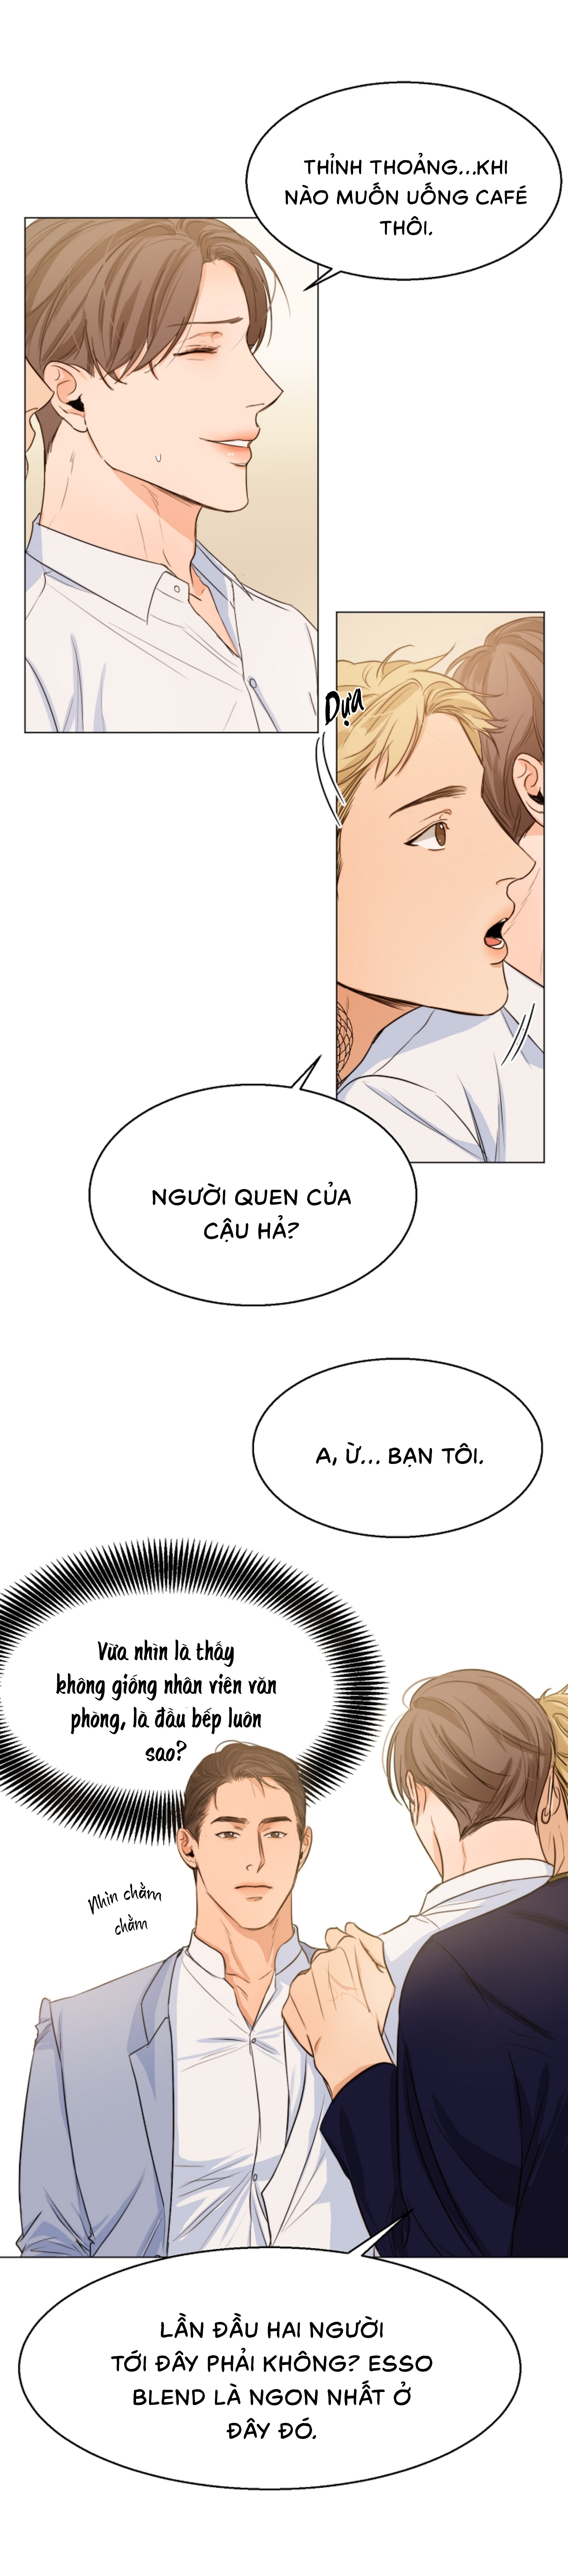 THỈNH THOẢNG...KHI
NÀO MUỐN UỐNG CAFÉ
THÔI.
Dựa
NGƯỜI QUEN CỦA
CẬU HẢ?
A, Ừ... BẠN TÔI.
Vừa nhìn là thấy
không giống nhân viên văn
phòng, là đầu bếp luôn
sao?
Nhìn chằm
chằm
LẦN ĐẦU HAI NGƯỜI
TỚI ĐÂY PHẢI KHÔNG? ESSO
BLEND LÀ NGON NHẤT Ở
ĐÂY ĐÓ.